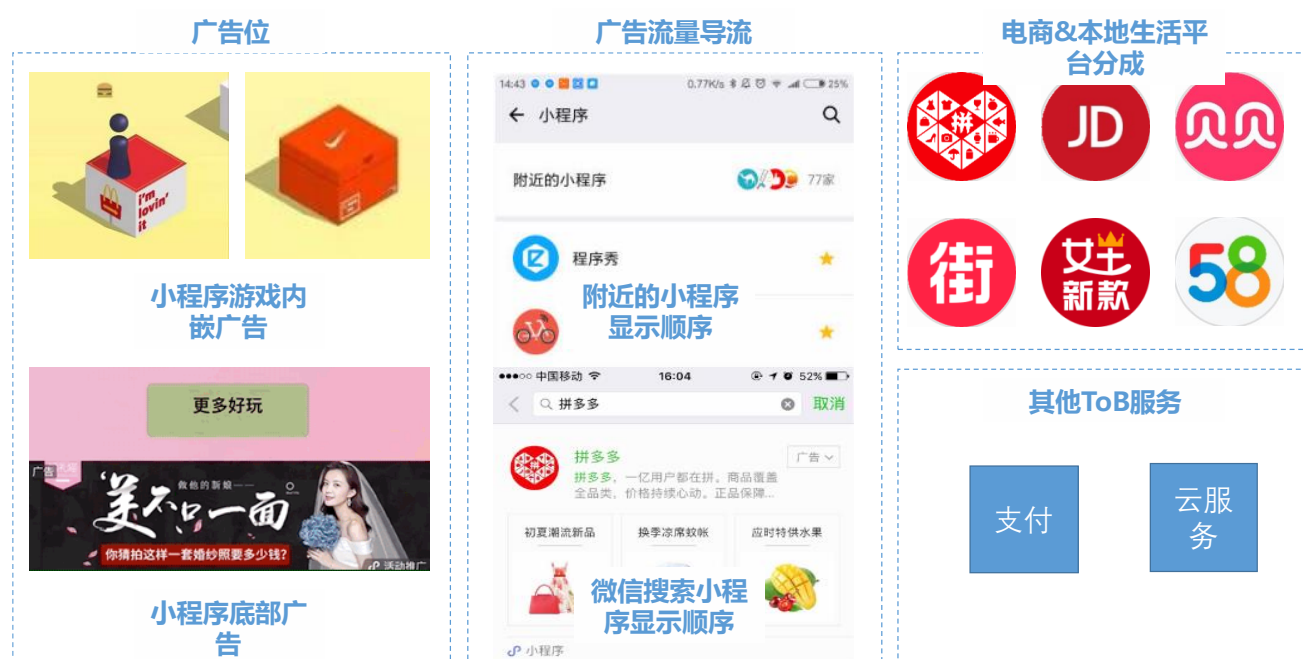 广告位
i'm
lovin'
it
小程序游戏内
嵌广告
更多好玩
广告
做他的新娘
美不只一面
你猜拍这样一套婚纱照要多少钱?
活动推广
小程序底部广
告
广告流量导流
14:43
0.77K/s
25%
小程序
附近的小程序
77家
程序秀
附近的小程序
显示顺序
中国移动
16:04
52%
拼多多
取消
拼多多
广告
拼多多，一亿用户都在拼，商品覆盖
全品类，价格持续心动，正品保障...
初夏潮流新品
换季凉席蚊帐
应时特供水果
微信搜索小程
序显示顺序
小程序
电商&本地生活平
台分成
拼
JD
贝贝
街
女王
新款
58
其他ToB服务
支付
云服
务